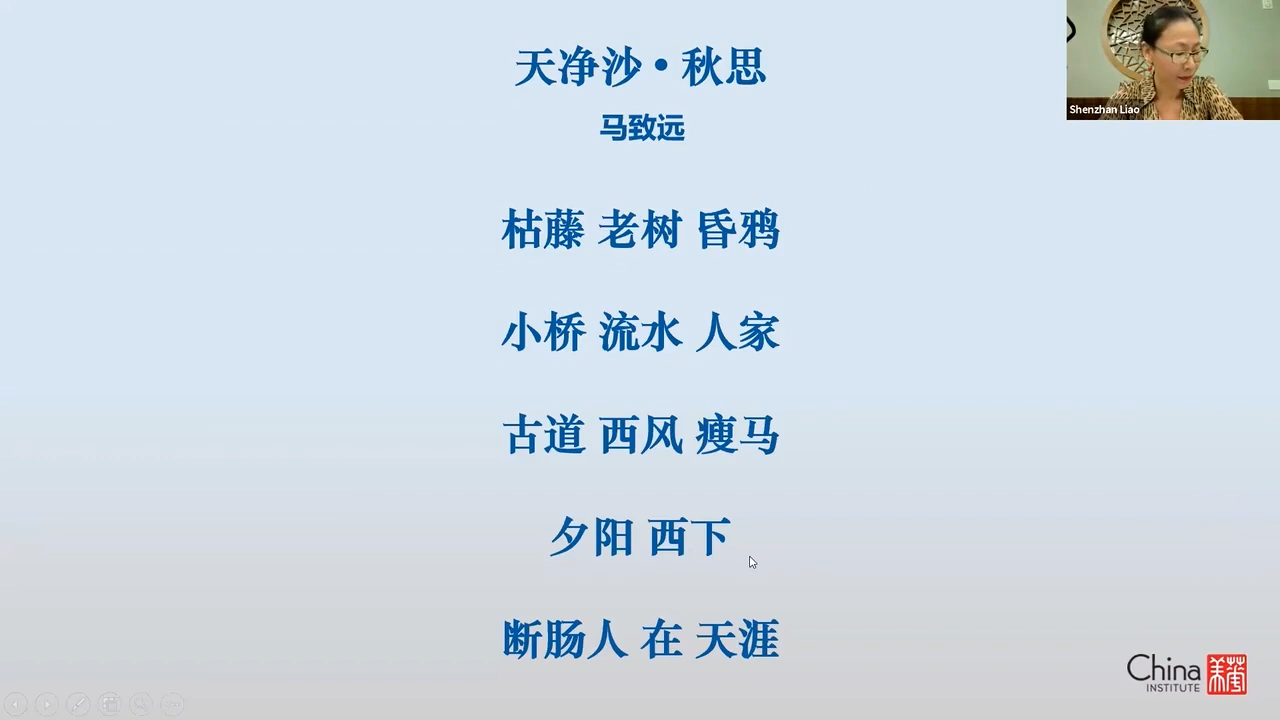 天净沙•秋思
马致远
枯藤 老树 昏鸦
小桥 流水 人家
古道 西风 瘦马
夕阳 西下
断肠人 在 天涯
Shenzhan Liao
China
INSTITUTE